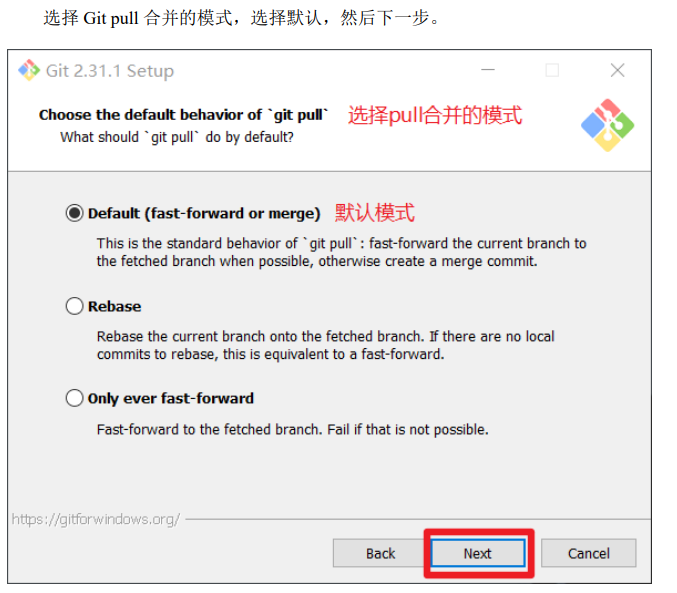 选择 Git pull 合并的模式，选择默认，然后下一步。
Git 2.31.1 Setup
Choose the default behavior of `git pull` 选择pull合并的模式
What should `git pull` do by default?
Default (fast-forward or merge) 默认模式
This is the standard behavior of `git pull`: fast-forward the current branch to
the fetched branch when possible, otherwise create a merge commit.
Rebase
Rebase the current branch onto the fetched branch. If there are no local
commits to rebase, this is equivalent to a fast-forward.
Only ever fast-forward
Fast-forward to the fetched branch. Fail if that is not possible.
https://gitforwindows.org/
Back Next Cancel